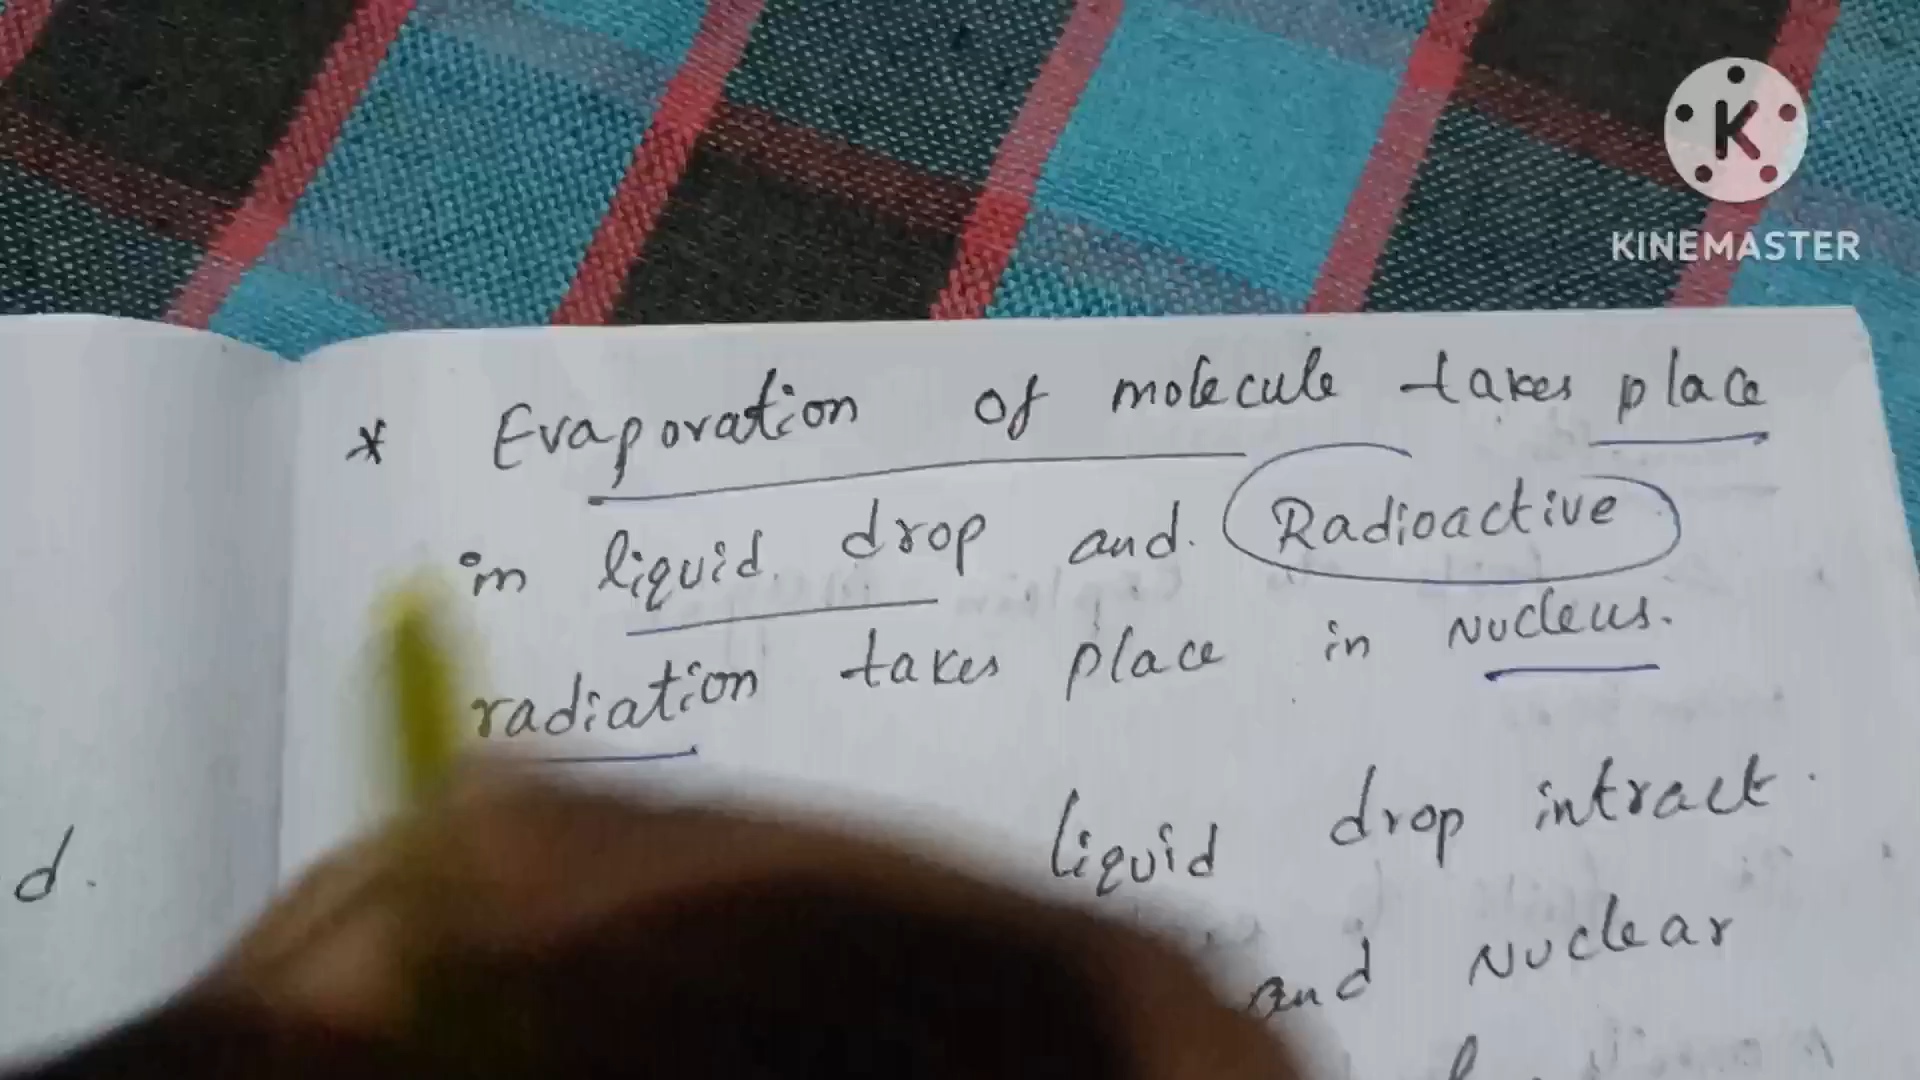 KINEMASTER
* Evaporation of molecule takes place
in liquid drop and Radioactive
radiation takes place in Nucleus.
liquid drop intract
and Nuclear
d.